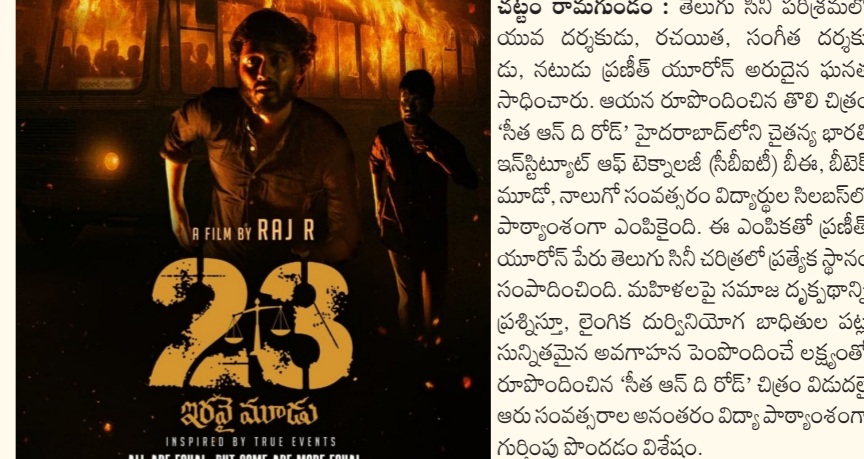 A FILM BY RAJ R
23
ఇరవై మూడు
INSPIRED BY TRUE EVENTS
చట్టం రామగుండం : తెలుగు సినీ పరిశ్రమలో
యువ దర్శకుడు, రచయిత, సంగీత దర్శకు
డు, నటుడు ప్రణీత్ యూరోన్ అరుదైన ఘనత
సాధించారు. ఆయన రూపొందించిన తొలి చిత్రం
‘సీత ఆన్ ది రోడ్’ హైదరాబాద్‌లోని చైతన్య భారతి
ఇన్‌స్టిట్యూట్ ఆఫ్ టెక్నాలజీ (సీబీఐటీ) బీఈ, బీటెక్
మూడో, నాలుగో సంవత్సరం విద్యార్థుల సిలబస్‌లో
పాఠ్యాంశంగా ఎంపికైంది. ఈ ఎంపికతో ప్రణీత్
యూరోన్ పేరు తెలుగు సినీ చరిత్రలో ప్రత్యేక స్థానం
సంపాదించింది. మహిళలపై సమాజ దృక్పథాన్ని
ప్రశ్నిస్తూ, లైంగిక దుర్వినియోగ బాధితుల పట్ల
సున్నితమైన అవగాహన పెంపొందించే లక్ష్యంతో
రూపొందించిన ‘సీత ఆన్ ది రోడ్’ చిత్రం విడుదలై
ఆరు సంవత్సరాల అనంతరం విద్యా పాఠ్యాంశంగా
గుర్తింపు పొందడం విశేషం.